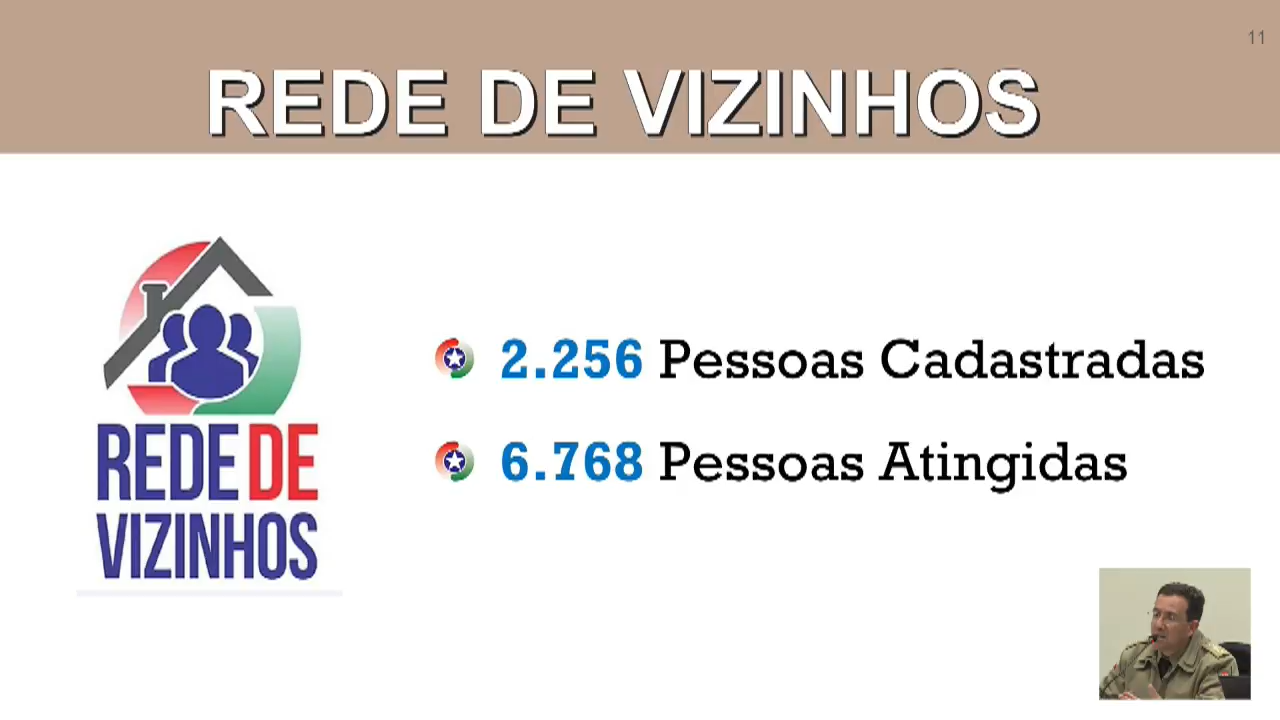 11
REDE DE VIZINHOS
2.256 Pessoas Cadastradas
6.768 Pessoas Atingidas
REDE DE
VIZINHOS